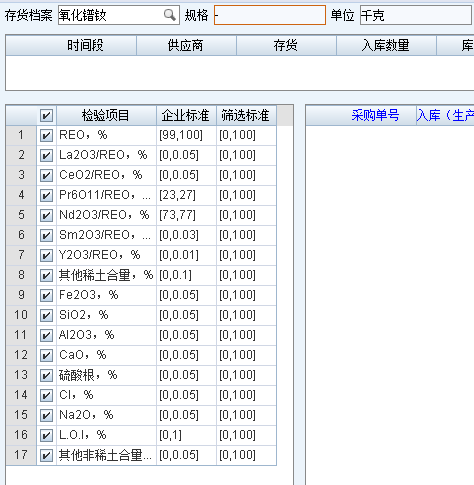 存货档案 氧化镨钕 规格 - 单位 千克
时间段 供应商 存货 入库数量 库
检验项目 企业标准 筛选标准 采购单号 入库（生产
1 REO，% [99,100] [0,100]
2 La2O3/REO，% [0,0.05] [0,100]
3 CeO2/REO，% [0,0.05] [0,100]
4 Pr6O11/REO，... [23,27] [0,100]
5 Nd2O3/REO，% [73,77] [0,100]
6 Sm2O3/REO，... [0,0.03] [0,100]
7 Y2O3/REO，% [0,0.01] [0,100]
8 其他稀土合量，% [0,0.1] [0,100]
9 Fe2O3，% [0,0.05] [0,100]
10 SiO2，% [0,0.05] [0,100]
11 Al2O3，% [0,0.05] [0,100]
12 CaO，% [0,0.05] [0,100]
13 硫酸根，% [0,0.05] [0,100]
14 Cl，% [0,0.05] [0,100]
15 Na2O，% [0,0.05] [0,100]
16 L.O.I，% [0,1] [0,100]
17 其他非稀土合量... [0,0.05] [0,100]